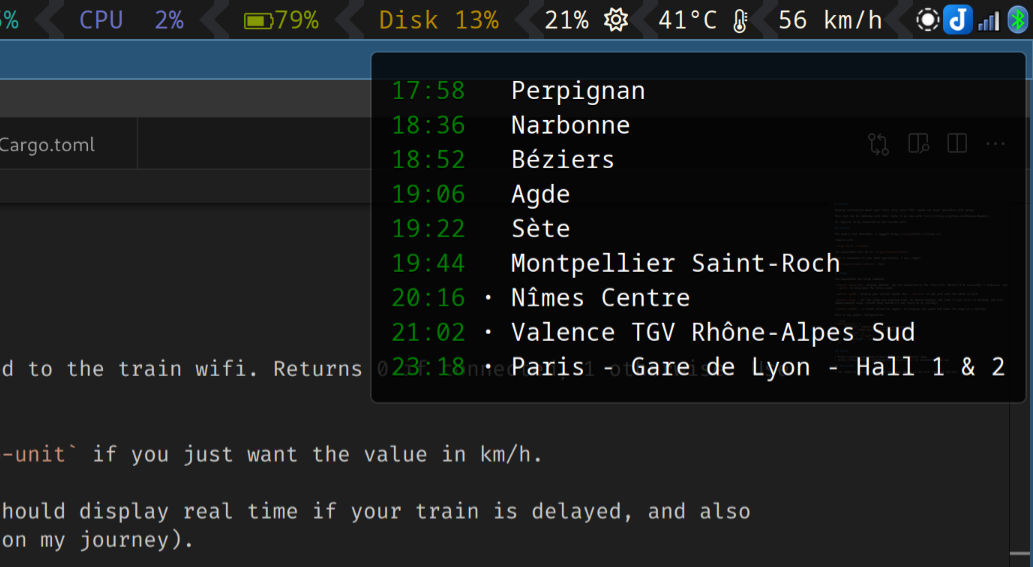 % CPU 2% 79% Disk 13% 21% 41°C 56 km/h
17:58 Perpignan
18:36 Narbonne
Cargo.toml
18:52 Béziers
19:06 Agde
19:22 Sète
19:44 Montpellier Saint-Roch
20:16 · Nîmes Centre
21:02 · Valence TGV Rhône-Alpes Sud
d to the train wifi. Returns
23:18 · Paris - Gare de Lyon - Hall 1 & 2
-unit` if you just want the value in km/h.
hould display real time if your train is delayed, and also
on my journey).